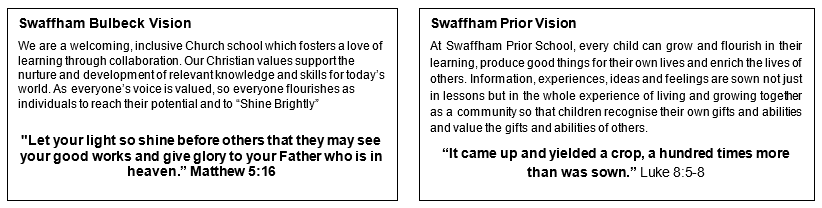 Swaffham Bulbeck Vision
We are a welcoming, inclusive Church school which fosters a love of
learning through collaboration. Our Christian values support the
nurture and development of relevant knowledge and skills for today's
world. As everyone's voice is valued, so everyone flourishes as
individuals to reach their potential and to “Shine Brightly”
"Let your light so shine before others that they may see
your good works and give glory to your Father who is in
heaven.” Matthew 5:16
Swaffham Prior Vision
At Swaffham Prior School, every child can grow and flourish in their
learning, produce good things for their own lives and enrich the lives of
others. Information, experiences, ideas and feelings are sown not just
in lessons but in the whole experience of living and growing together
as a community so that children recognise their own gifts and abilities
and value the gifts and abilities of others.
“It came up and yielded a crop, a hundred times more
than was sown.” Luke 8:5-8